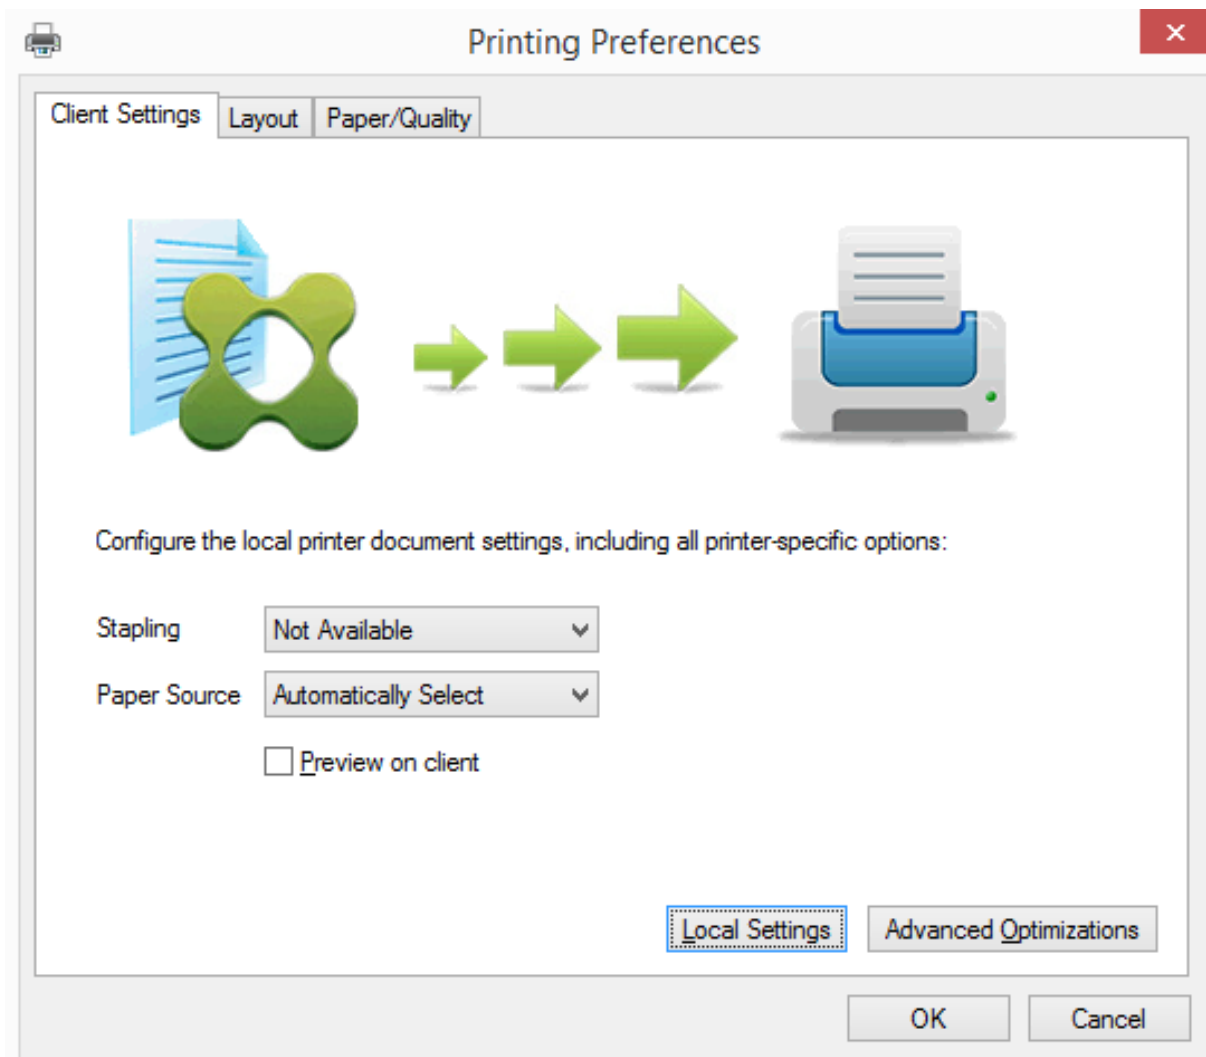 Printing Preferences
Client Settings Layout Paper/Quality
Configure the local printer document settings, including all printer-specific options:
Stapling Not Available
Paper Source Automatically Select
Preview on client
Local Settings Advanced Optimizations
OK Cancel